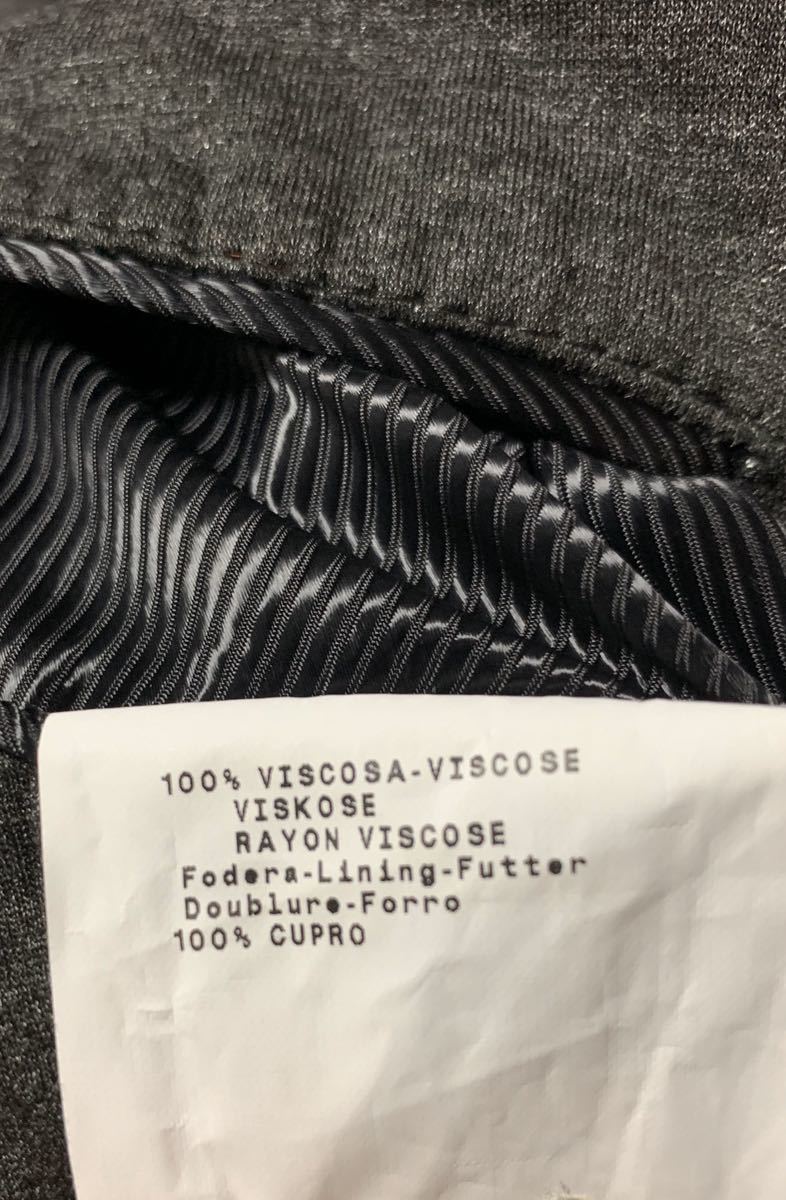 100% VISCOSA-VISCOSE
VISKOSE
RAYON VISCOSE
Fodera-Lining-Futter
Doublure-Forro
100% CUPRO